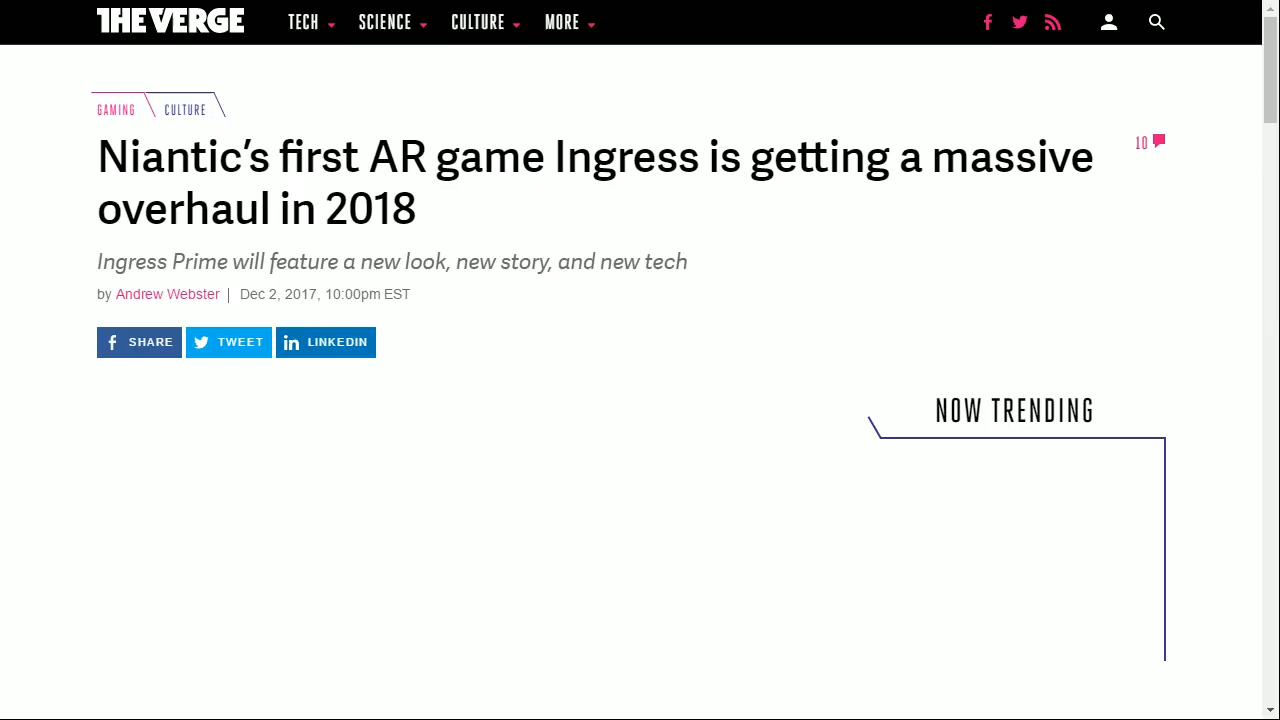 THE VERGE TECH SCIENCE CULTURE MORE
GAMING CULTURE
Niantic’s first AR game Ingress is getting a massive
overhaul in 2018
10
Ingress Prime will feature a new look, new story, and new tech
by Andrew Webster | Dec 2, 2017, 10:00pm EST
SHARE TWEET LINKEDIN
NOW TRENDING